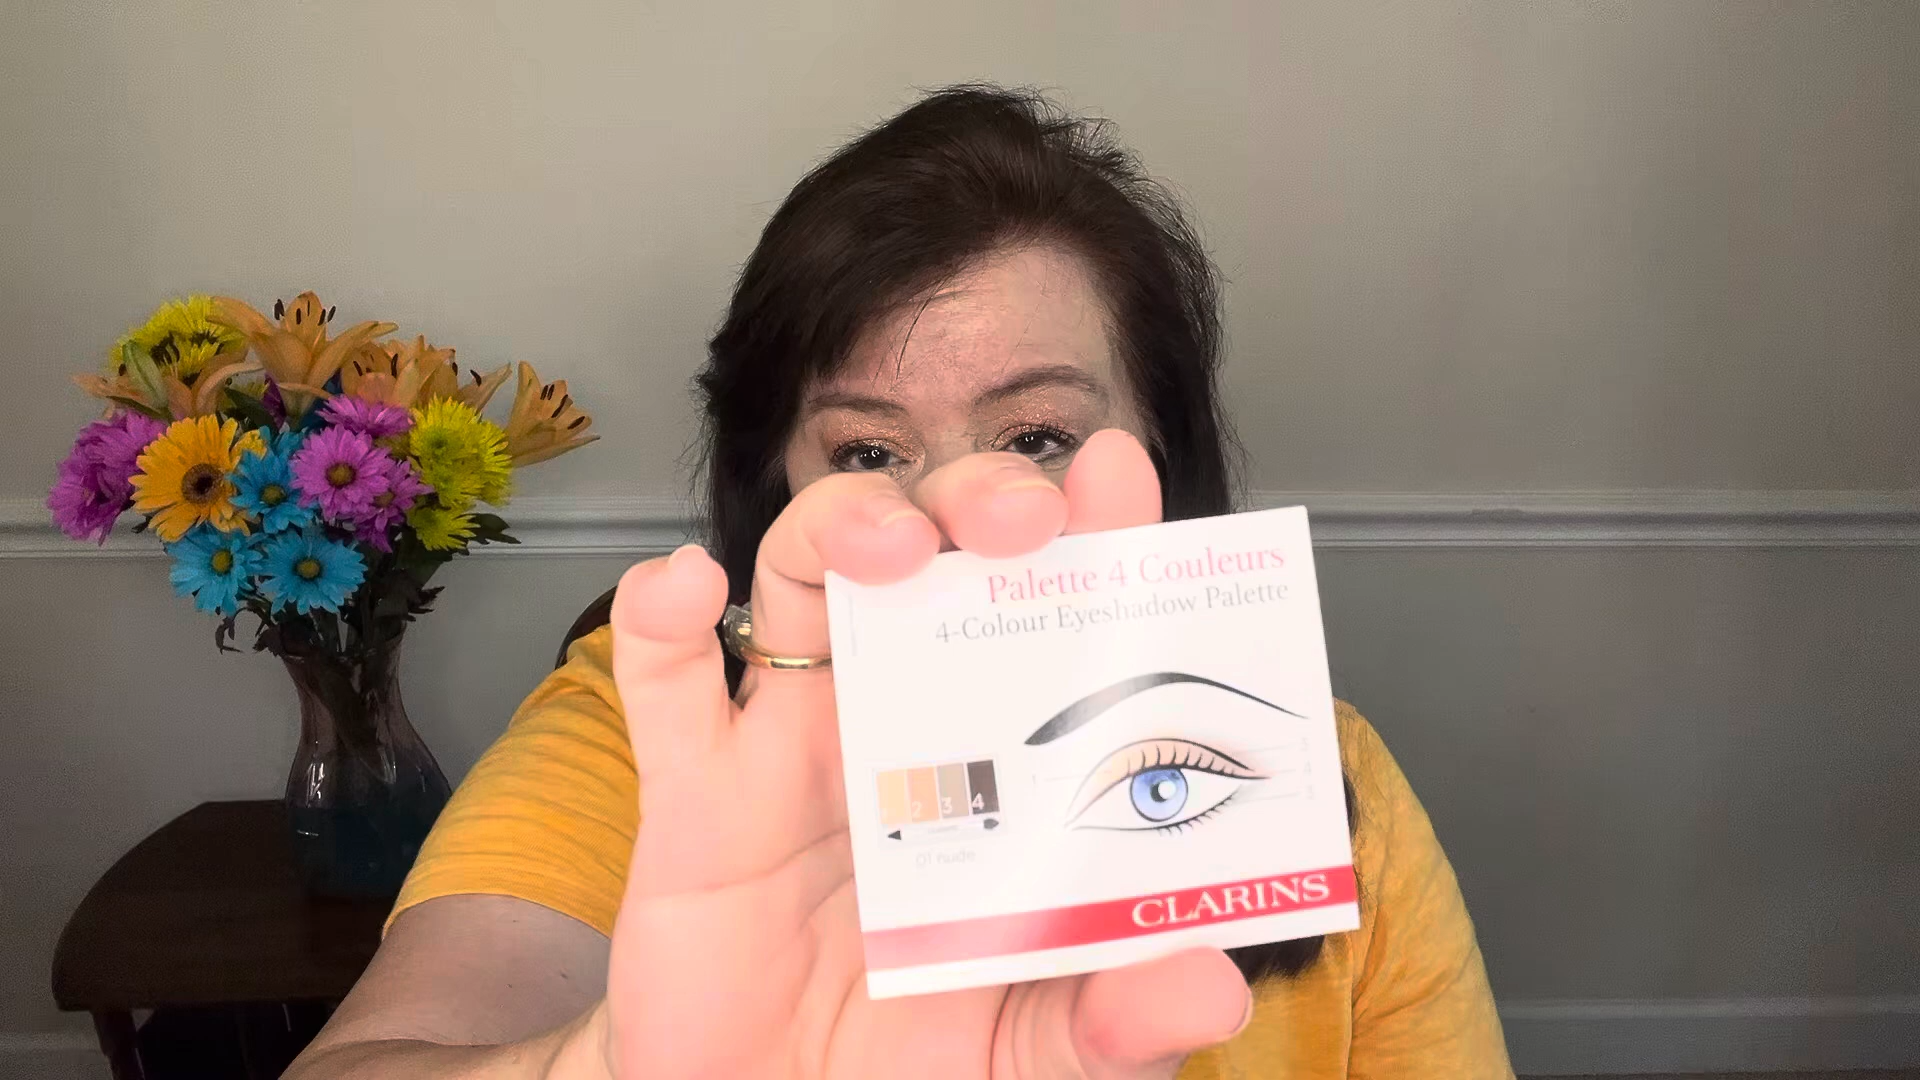 Palette 4 Couleurs
4-Colour Eyeshadow Palette
1 2 3 4
01 nude
CLARINS